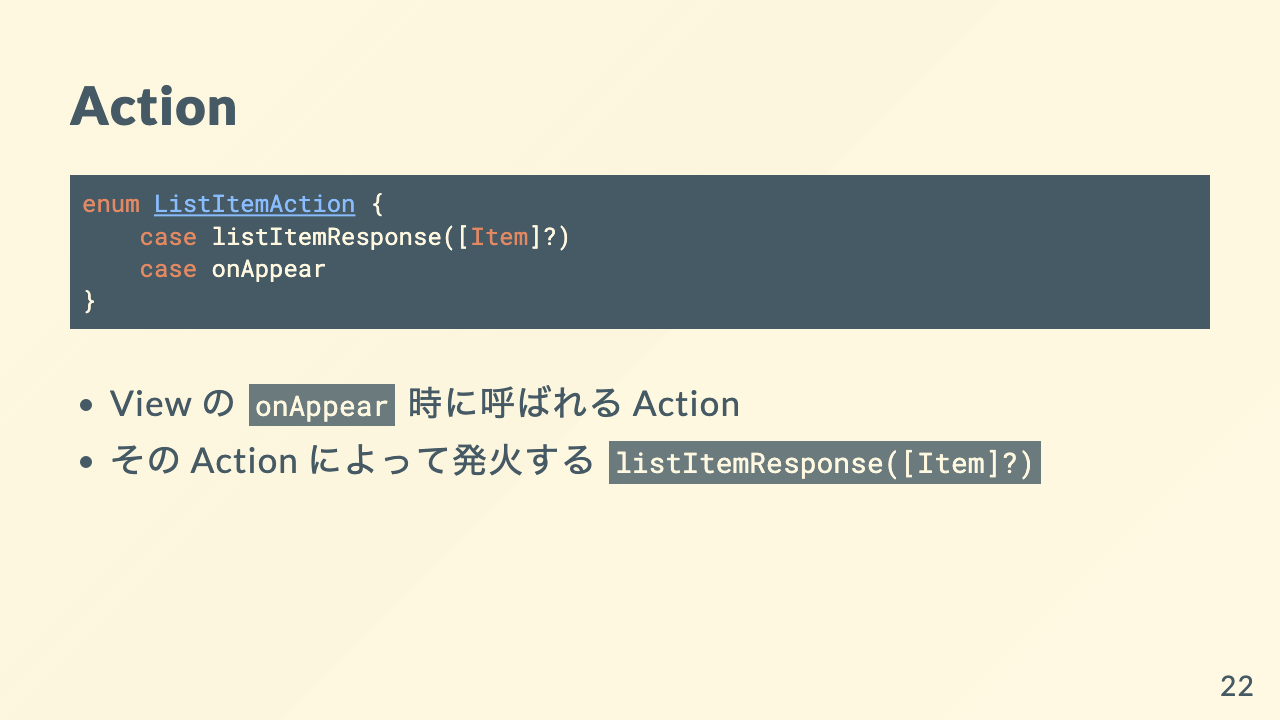 Action
enum ListItemAction {
    case listItemResponse([Item]?)
    case onAppear
}
• View の onAppear 時に呼ばれる Action
• その Action によって発火する listItemResponse([Item]?)
22